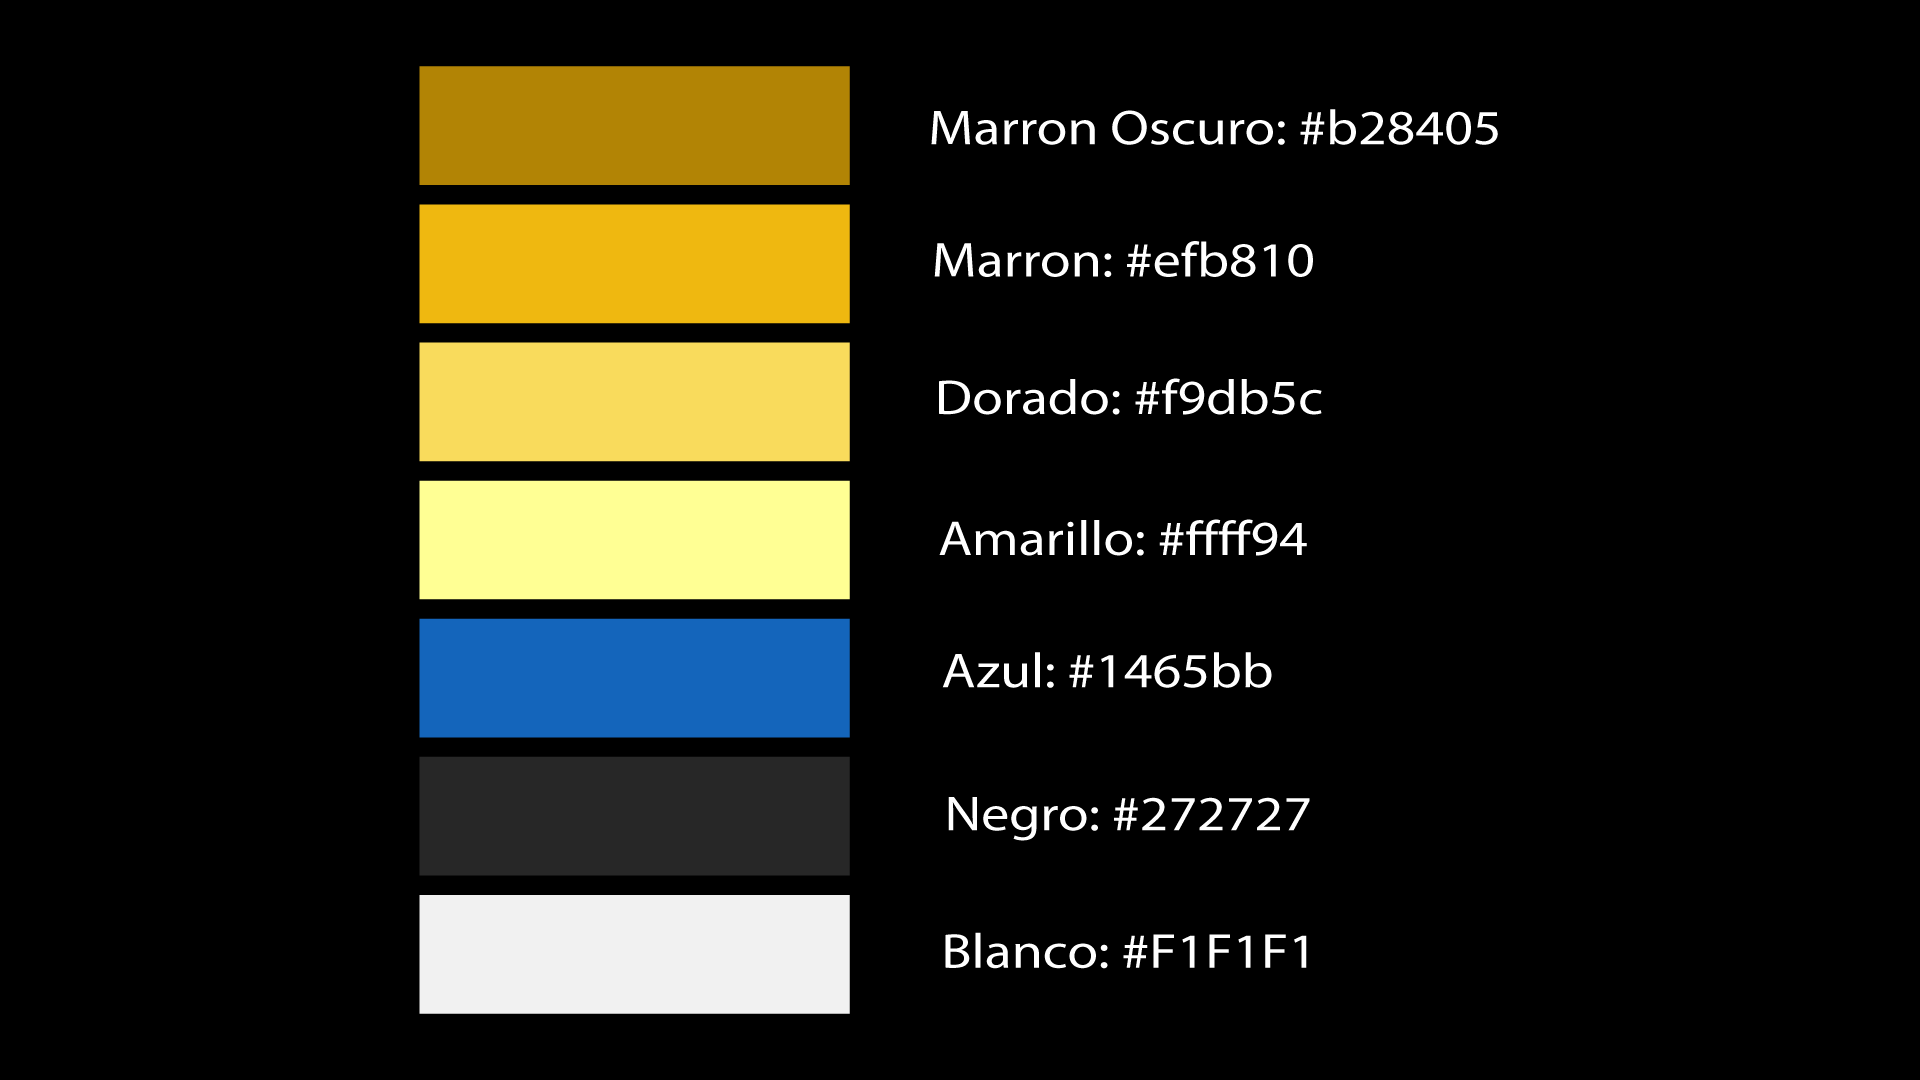 Marron Oscuro: #b28405
Marron: #efb810
Dorado: #f9db5c
Amarillo: #ffff94
Azul: #1465bb
Negro: #272727
Blanco: #F1F1F1